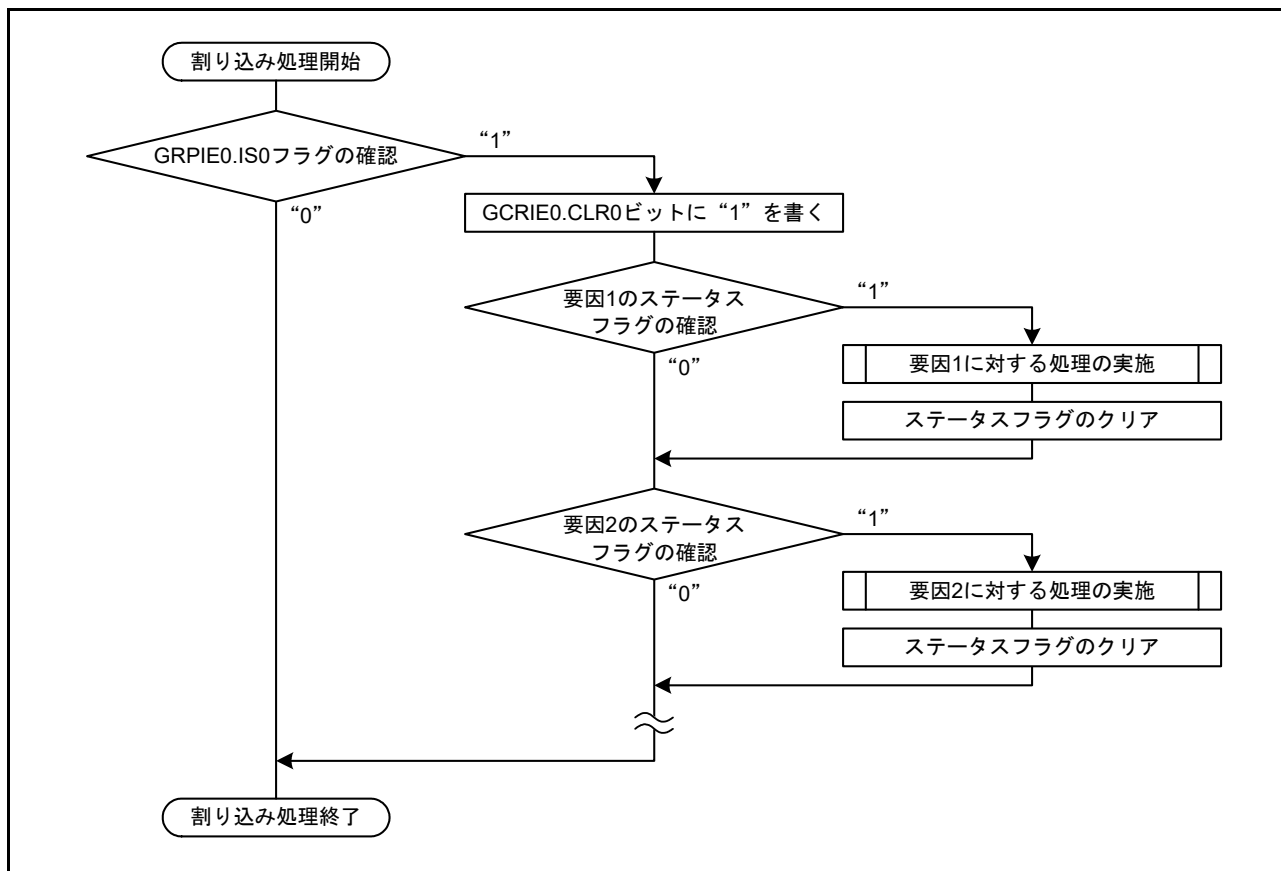 割り込み処理開始
GRPIE0.IS0フラグの確認
“1”
“0”
GCRIE0.CLR0ビットに“1”を書く
要因1のステータス
フラグの確認
“1”
“0”
要因1に対する処理の実施
ステータスフラグのクリア
要因2のステータス
フラグの確認
“1”
“0”
要因2に対する処理の実施
ステータスフラグのクリア
割り込み処理終了